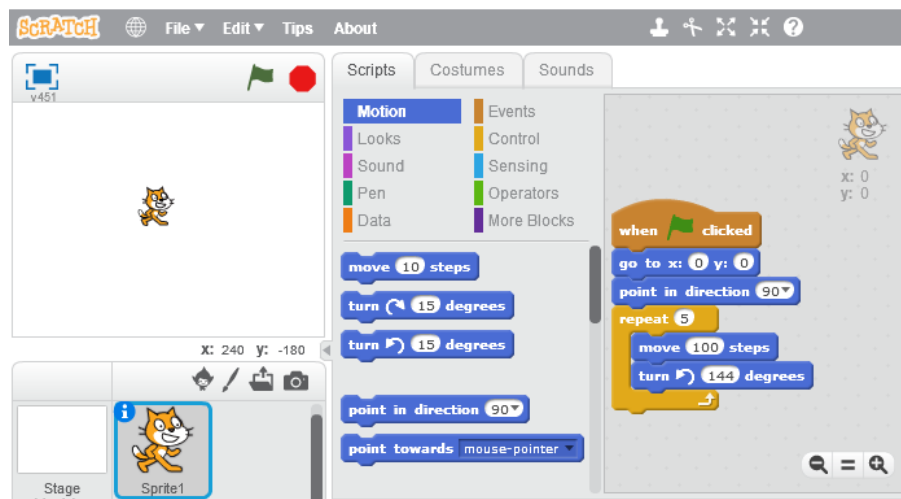 SCRATCH File Edit Tips About
v451
X: 240 y: -180
Stage
Sprite1
Scripts Costumes Sounds
Motion Events
Looks Control
Sound Sensing
Pen Operators
Data More Blocks
move 10 steps
turn 15 degrees
turn 15 degrees
point in direction 90
point towards mouse-pointer
x: 0
y: 0
when clicked
go to x: 0 y: 0
point in direction 90
repeat 5
move 100 steps
turn 144 degrees